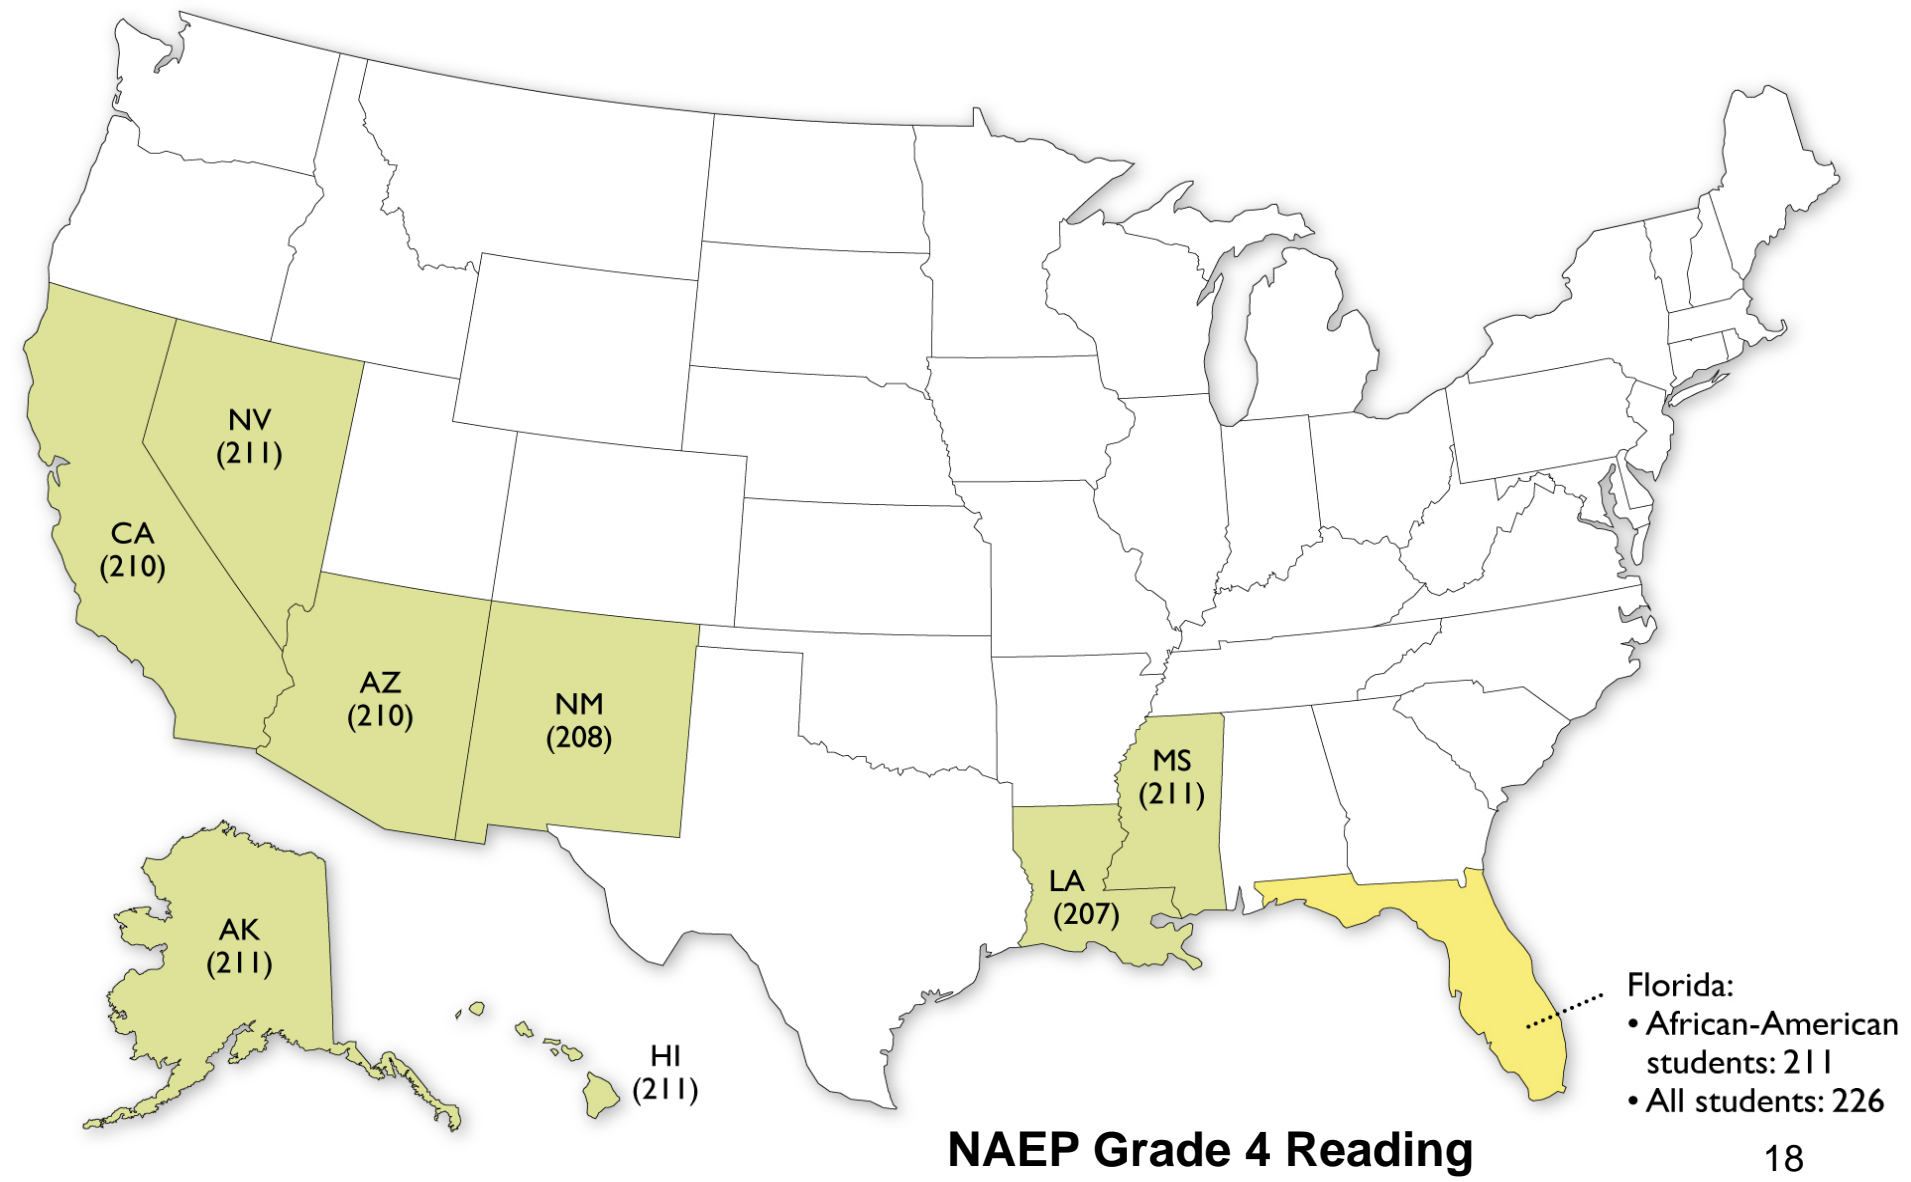 NV
(211)
CA
(210)
AZ
(210)
NM
(208)
MS
(211)
LA
(207)
AK
(211)
HI
(211)
Florida:
• African-American
students: 211
• All students: 226
NAEP Grade 4 Reading
18